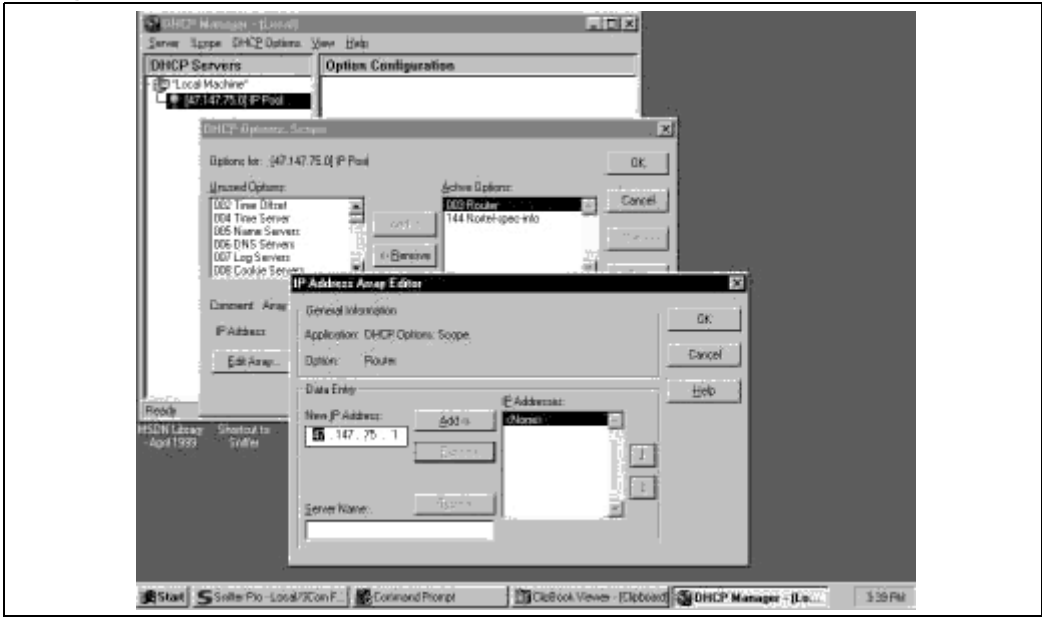 DHCP Manager - (Local)
Server Scope DHCP Options View Help
DHCP Servers
Option Configuration
"Local Machine"
[47.147.75.0] IP Pool
DHCP Options: Scope
Options for: [47.147.75.0] IP Pool
OK
Unused Options:
Active Options:
002 Time Offset
004 Time Server
005 Name Servers
006 DNS Servers
007 Log Servers
008 Cookie Servers
003 Router
144 Nortel-spec-info
Cancel
<- Remove
Comment: Array
IP Address
Edit Array...
IP Address Array Editor
General Information
Application: DHCP Options: Scope.
Option: Router
OK
Cancel
Help
Data Entry
New IP Address:
47 . 147 . 75 . 1
Add ->
IP Addresses:
<None>
Server Name:
Ready
MSDN Library - April 1999
Shortcut to Sniffer
Start
Sniffer Pro - Local/3Com F...
Command Prompt
ClipBook Viewer - [Clipboard]
DHCP Manager - (Lo...
3:39 PM